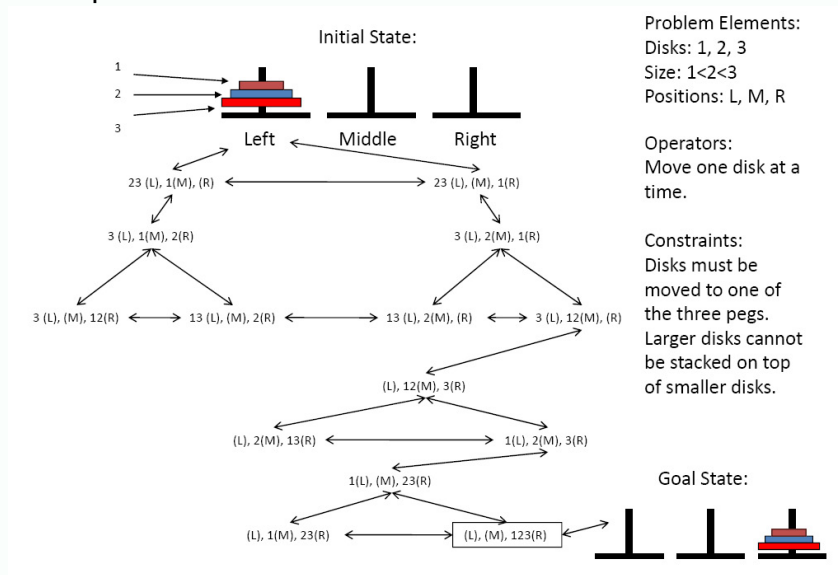 Initial State:
1
2
3
Left
Middle
Right
23 (L), 1(M), (R)
23 (L), (M), 1(R)
3 (L), 1(M), 2(R)
3 (L), 2(M), 1(R)
3 (L), (M), 12(R)
13 (L), (M), 2(R)
13 (L), 2(M), (R)
3 (L), 12(M), (R)
(L), 12(M), 3(R)
(L), 2(M), 13(R)
1(L), 2(M), 3(R)
1(L), (M), 23(R)
(L), 1(M), 23(R)
(L), (M), 123(R)
Problem Elements:
Disks: 1, 2, 3
Size: 1<2<3
Positions: L, M, R
Operators:
Move one disk at a
time.
Constraints:
Disks must be
moved to one of
the three pegs.
Larger disks cannot
be stacked on top
of smaller disks.
Goal State: